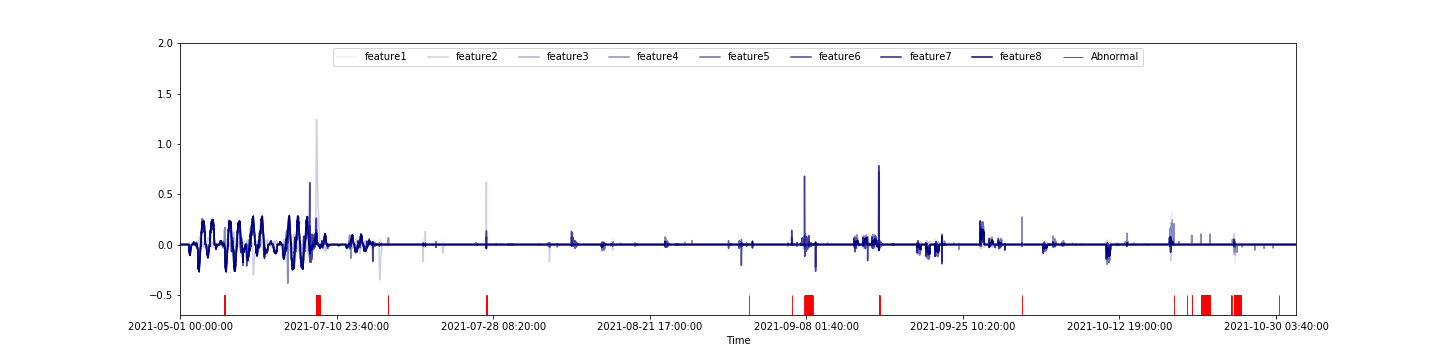 2.0
feature1 feature2 feature3 feature4 feature5 feature6 feature7 feature8 Abnormal
1.5
1.0
0.5
0.0
−0.5
2021-05-01 00:00:00 2021-07-10 23:40:00 2021-07-28 08:20:00 2021-08-21 17:00:00 2021-09-08 01:40:00 2021-09-25 10:20:00 2021-10-12 19:00:00 2021-10-30 03:40:00
Time